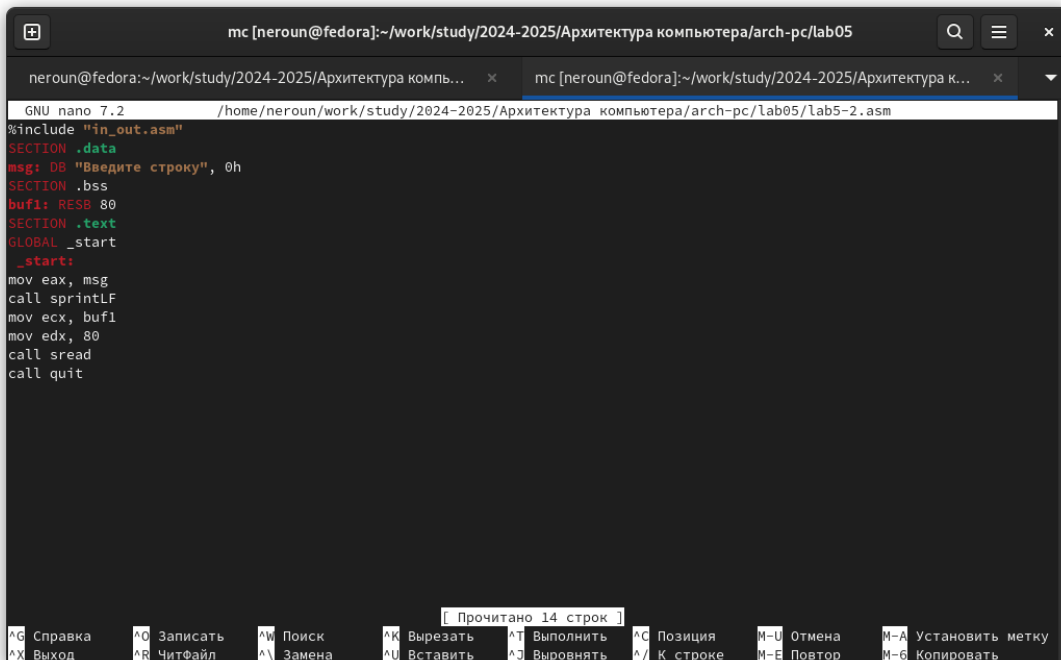 mc [neroun@fedora]:~/work/study/2024-2025/Архитектура компьютера/arch-pc/lab05
neroun@fedora:~/work/study/2024-2025/Архитектура компь... × mc [neroun@fedora]:~/work/study/2024-2025/Архитектура к... ×
GNU nano 7.2 /home/neroun/work/study/2024-2025/Архитектура компьютера/arch-pc/lab05/lab5-2.asm
%include "in_out.asm"
SECTION .data
msg: DB "Введите строку", 0h
SECTION .bss
buf1: RESB 80
SECTION .text
GLOBAL _start
_start:
mov eax, msg
call sprintLF
mov ecx, buf1
mov edx, 80
call sread
call quit
[ Прочитано 14 строк ]
^G Справка ^O Записать ^W Поиск ^K Вырезать ^T Выполнить ^C Позиция M-U Отмена M-A Установить метку
^X Выход ^R ЧитФайл ^\ Замена ^U Вставить ^J Выровнять ^/ К строке M-E Повтор M-6 Копировать